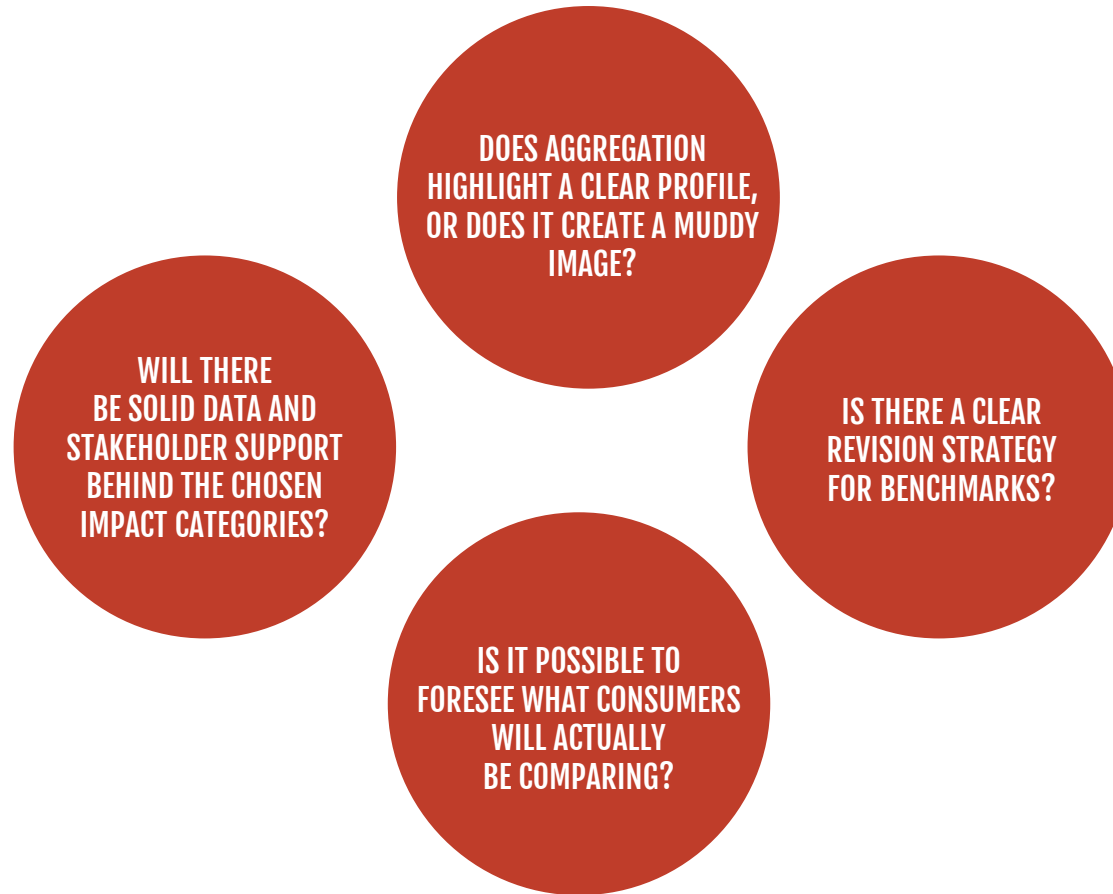 DOES AGGREGATION
HIGHLIGHT A CLEAR PROFILE,
OR DOES IT CREATE A MUDDY
IMAGE?
WILL THERE
BE SOLID DATA AND
STAKEHOLDER SUPPORT
BEHIND THE CHOSEN
IMPACT CATEGORIES?
IS THERE A CLEAR
REVISION STRATEGY
FOR BENCHMARKS?
IS IT POSSIBLE TO
FORESEE WHAT CONSUMERS
WILL ACTUALLY
BE COMPARING?